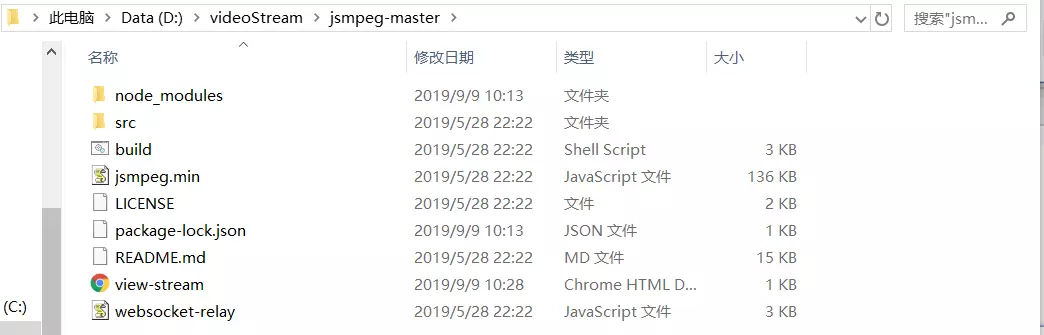 此电脑 > Data (D:) > videoStream > jsmpeg-master > 搜索"jsm...
名称 修改日期 类型 大小
node_modules 2019/9/9 10:13 文件夹
src 2019/5/28 22:22 文件夹
build 2019/5/28 22:22 Shell Script 3 KB
jsmpeg.min 2019/5/28 22:22 JavaScript 文件 136 KB
LICENSE 2019/5/28 22:22 文件 2 KB
package-lock.json 2019/9/9 10:13 JSON 文件 1 KB
README.md 2019/5/28 22:22 MD 文件 15 KB
view-stream 2019/9/9 10:28 Chrome HTML D... 1 KB
(C:)
websocket-relay 2019/5/28 22:22 JavaScript 文件 3 KB